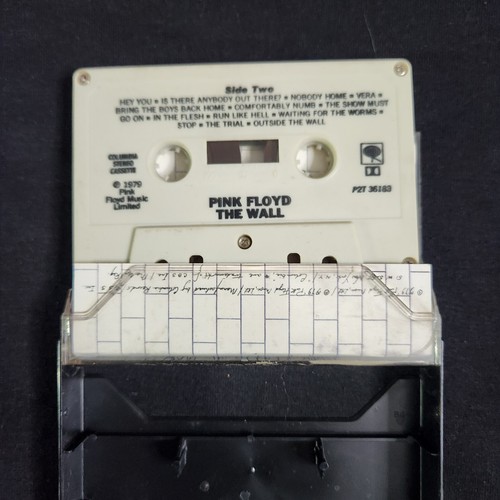 Side Two
HEY YOU • IS THERE ANYBODY OUT THERE? • NOBODY HOME • VERA •
BRING THE BOYS BACK HOME • COMFORTABLY NUMB • THE SHOW MUST
GO ON • IN THE FLESH • RUN LIKE HELL • WAITING FOR THE WORMS •
STOP • THE TRIAL • OUTSIDE THE WALL
COLUMBIA
STEREO
CASSETTE
© 1979
Pink
Floyd Music
Limited
PINK FLOYD
THE WALL
P2T 36183